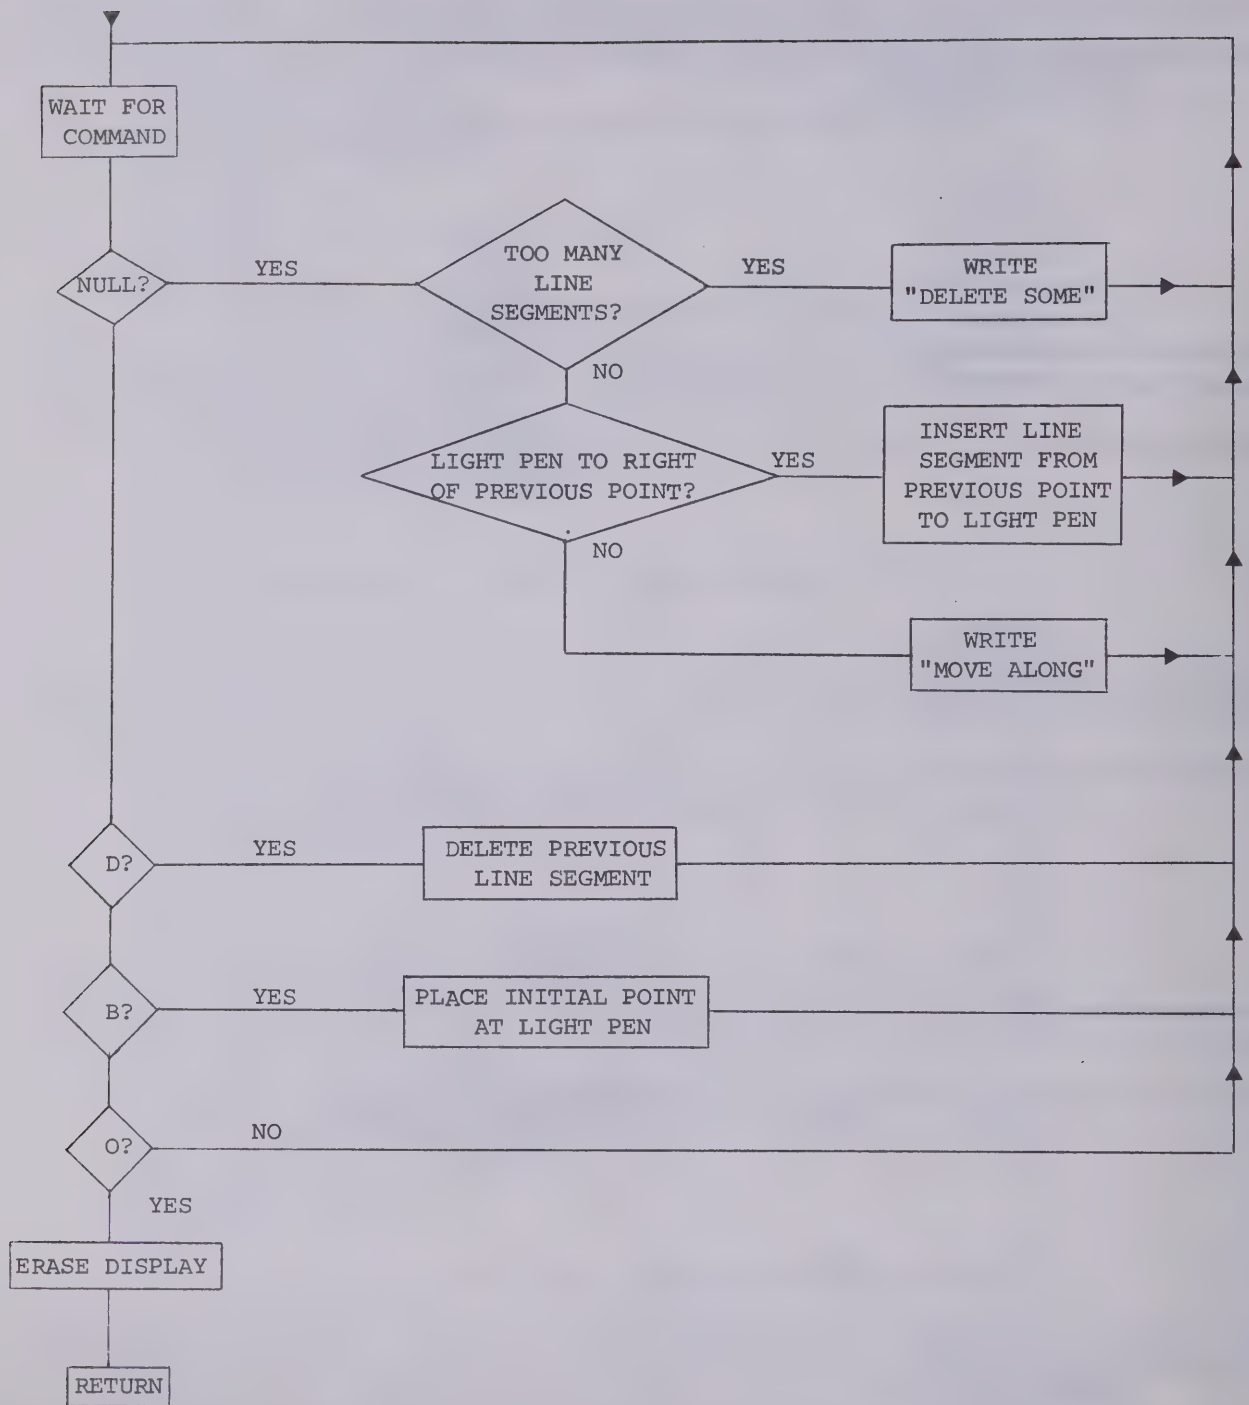 WAIT FOR
COMMAND
NULL?
YES
TOO MANY
LINE
SEGMENTS?
YES
WRITE
"DELETE SOME"
NO
LIGHT PEN TO RIGHT
OF PREVIOUS POINT?
YES
INSERT LINE
SEGMENT FROM
PREVIOUS POINT
TO LIGHT PEN
NO
WRITE
"MOVE ALONG"
D?
YES
DELETE PREVIOUS
LINE SEGMENT
B?
YES
PLACE INITIAL POINT
AT LIGHT PEN
O?
NO
YES
ERASE DISPLAY
RETURN